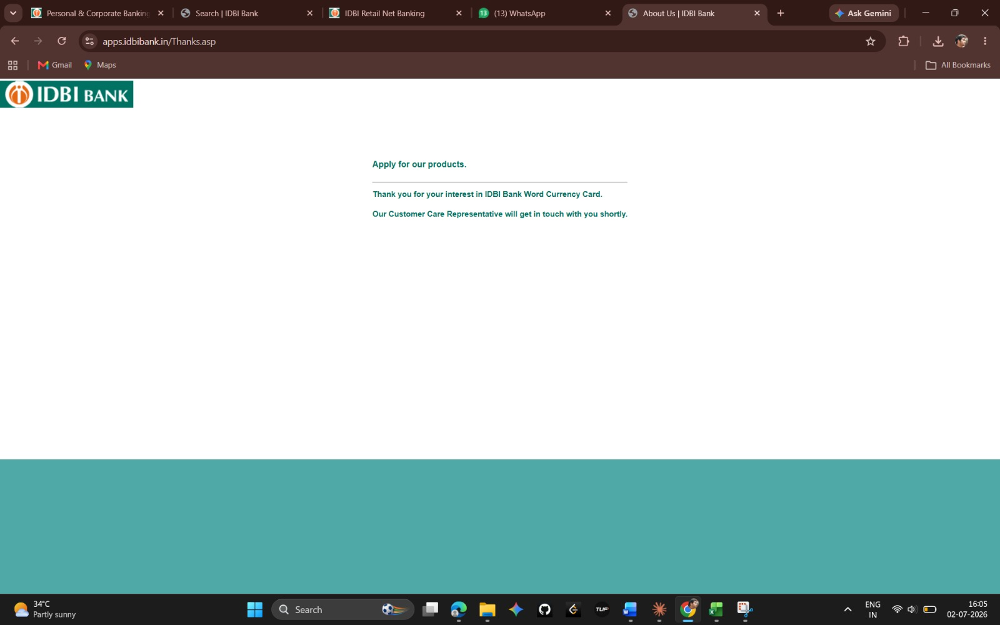 Personal & Corporate Banking
Search | IDBI Bank
IDBI Retail Net Banking
13
(13) WhatsApp
About Us | IDBI Bank
Ask Gemini
apps.idbibank.in/Thanks.asp
Gmail
Maps
All Bookmarks
IDBI BANK
Apply for our products.
Thank you for your interest in IDBI Bank Word Currency Card.
Our Customer Care Representative will get in touch with you shortly.
34°C
Partly sunny
Search
TUF
ENG
IN
16:05
02-07-2026